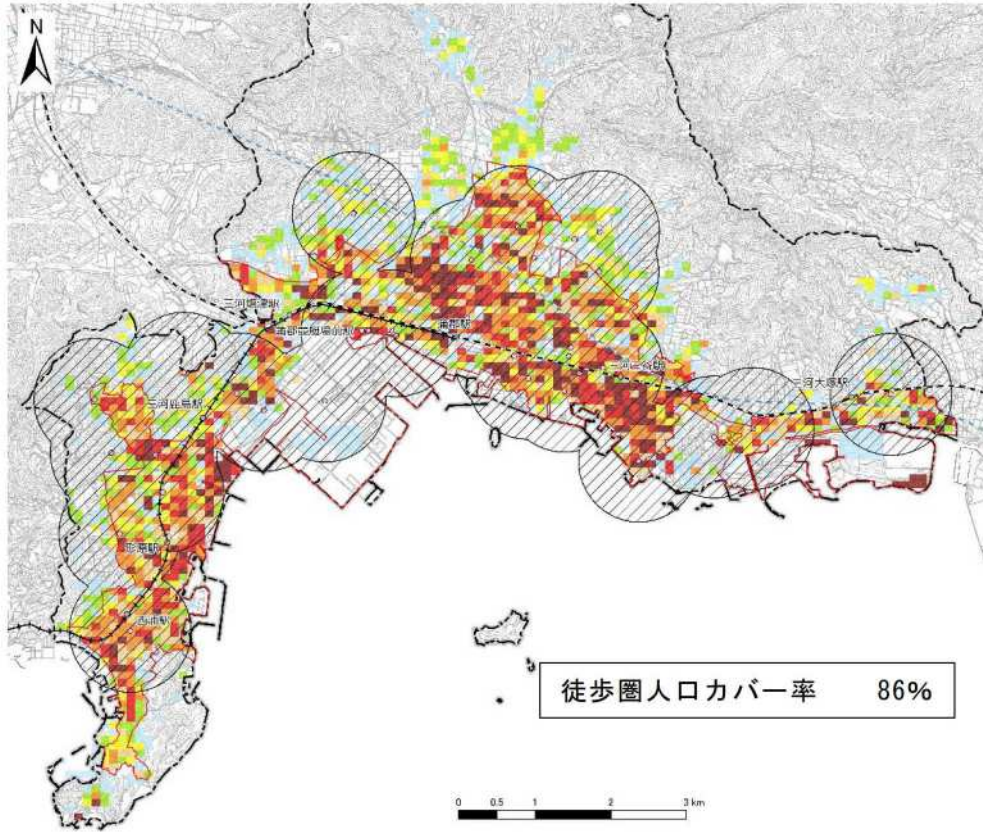 N
三河塩津駅
蒲郡競艇場前駅
蒲郡駅
三河三谷駅
三河大塚駅
三河鹿島駅
形原駅
西浦駅
徒歩圏人口カバー率 86%
0 0.5 1 2 3 km